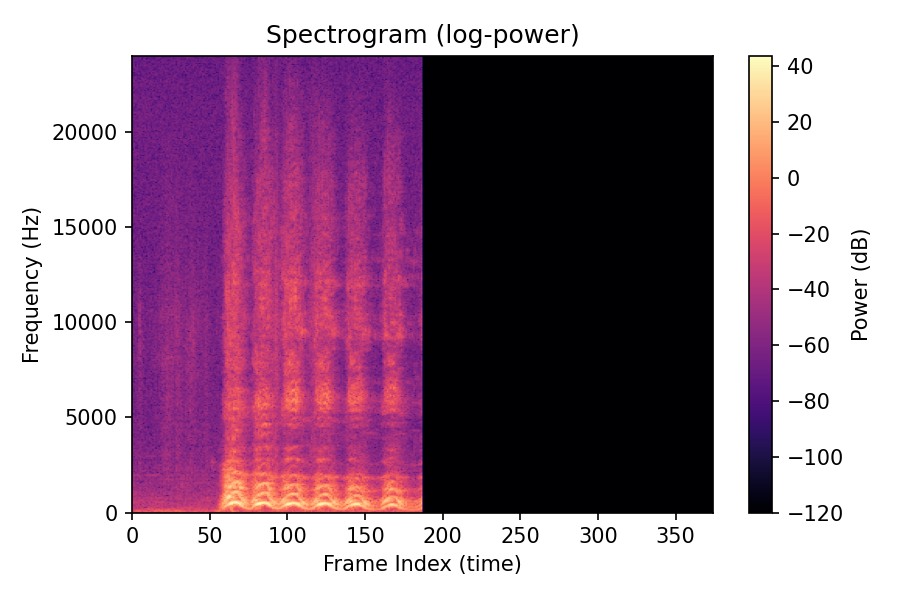 Spectrogram (log-power)
Frequency (Hz)
20000
15000
10000
5000
0
0 50 100 150 200 250 300 350
Frame Index (time)
40
20
0
−20
−40
−60
−80
−100
−120
Power (dB)